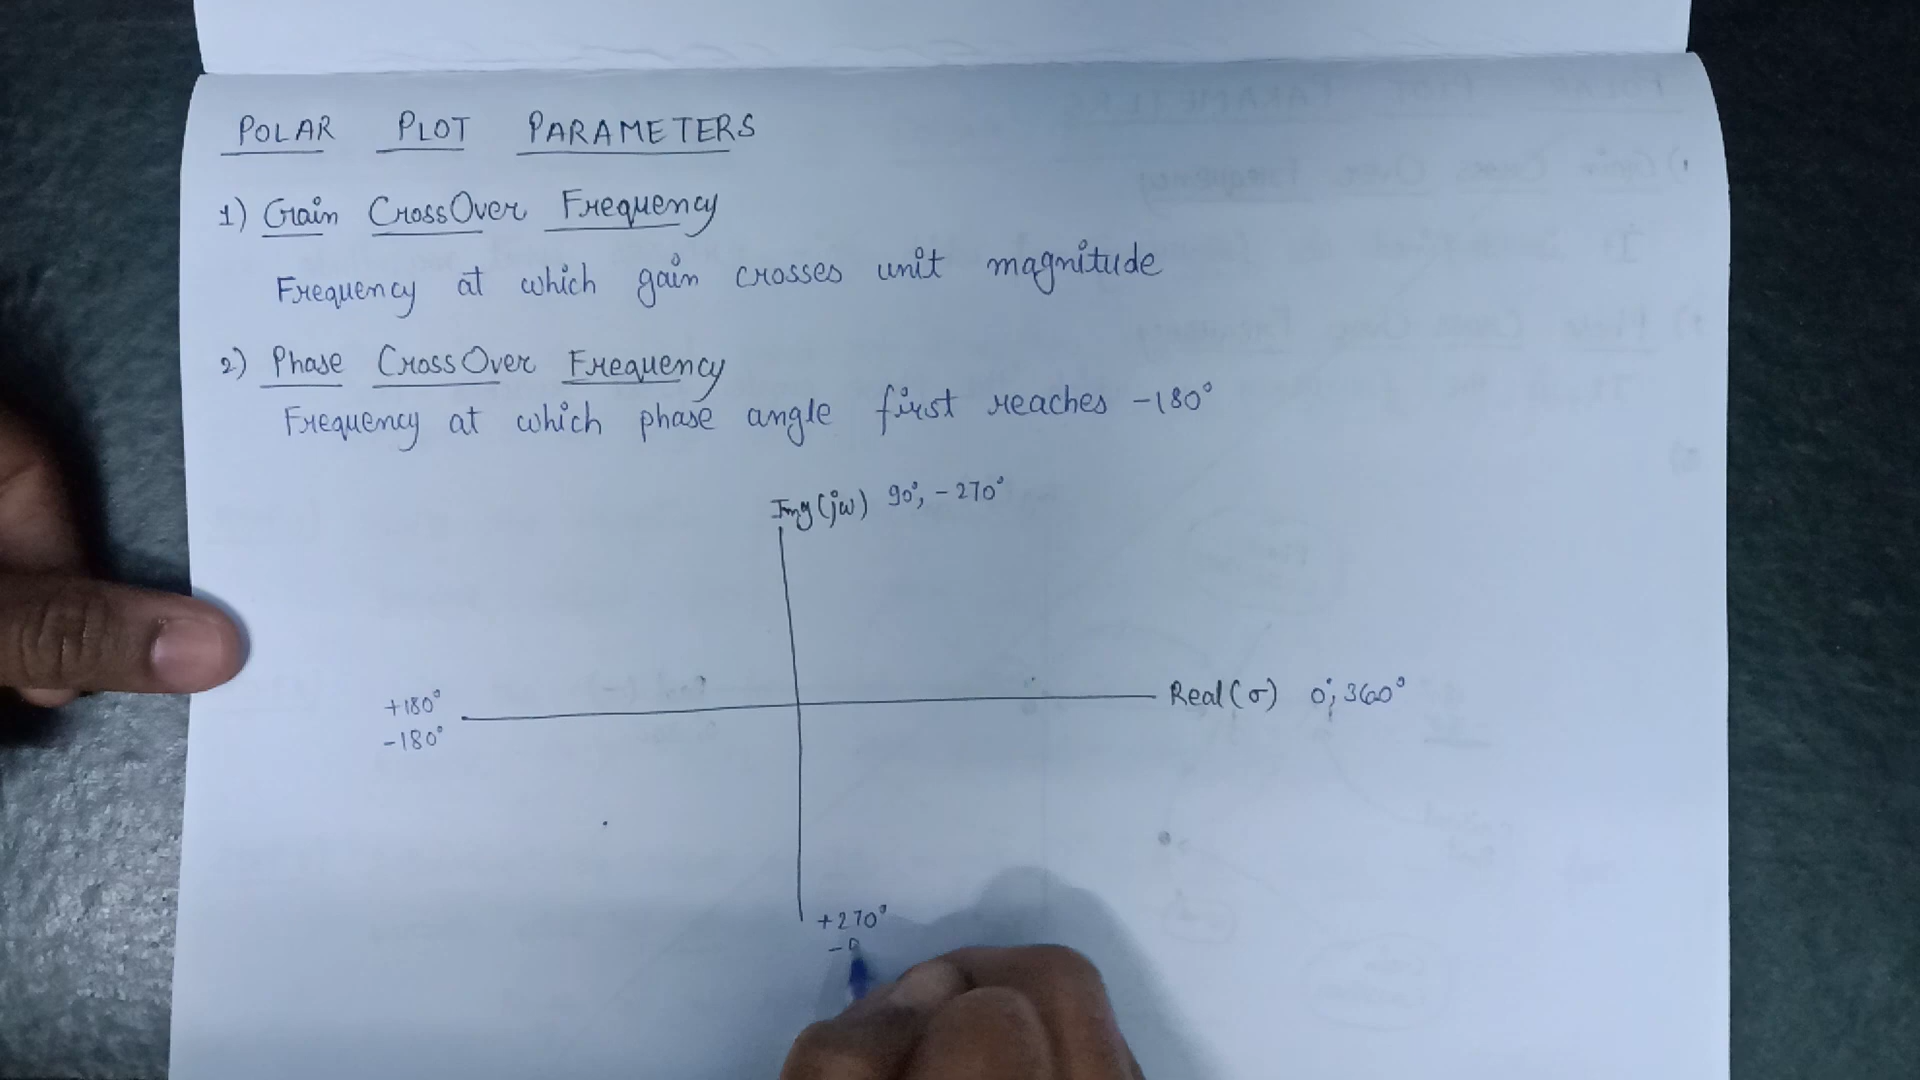 POLAR PLOT PARAMETERS
1) Gain CrossOver Frequency
Frequency at which gain crosses unit magnitude
2) Phase CrossOver Frequency
Frequency at which phase angle first reaches -180°
Img(jω) 90°, -270°
+180°
-180°
Real(σ) 0°, 360°
+270°